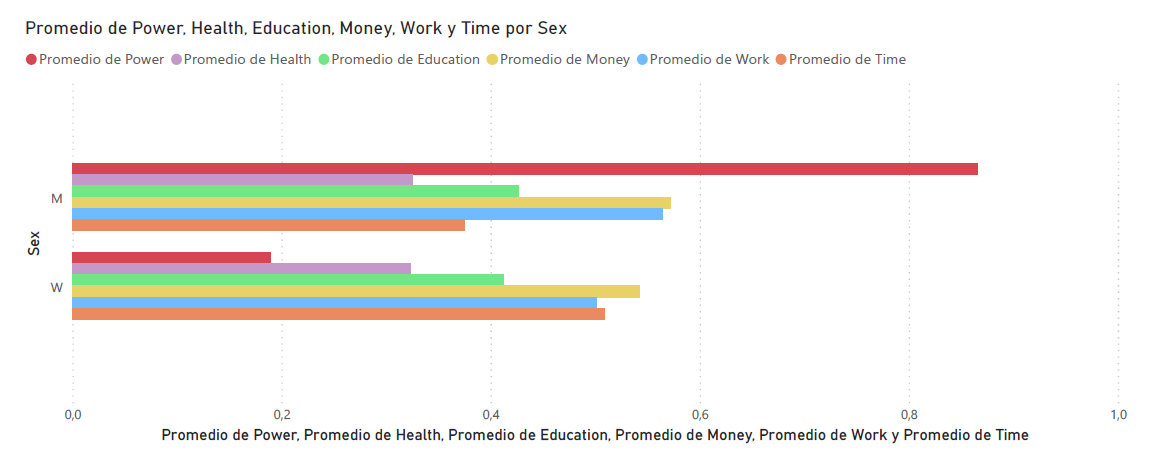 Promedio de Power, Health, Education, Money, Work y Time por Sex
Promedio de Power Promedio de Health Promedio de Education Promedio de Money Promedio de Work Promedio de Time
M
Sex
W
0,0 0,2 0,4 0,6 0,8 1,0
Promedio de Power, Promedio de Health, Promedio de Education, Promedio de Money, Promedio de Work y Promedio de Time